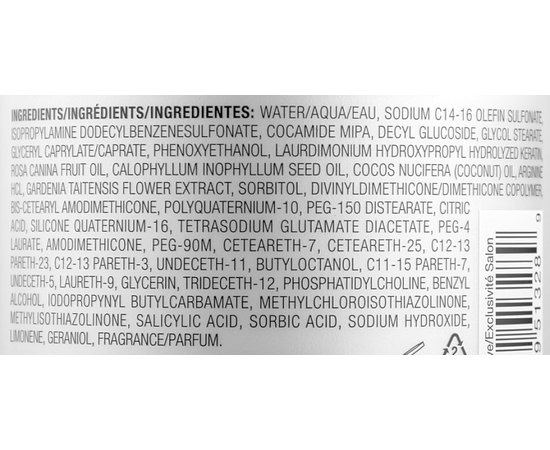 INGREDIENTS/INGRÉDIENTS/INGREDIENTES: WATER/AQUA/EAU, SODIUM C14-16 OLEFIN SULFONATE,
ISOPROPYLAMINE DODECYLBENZENESULFONATE, COCAMIDE MIPA, DECYL GLUCOSIDE, GLYCOL STEARATE,
GLYCERYL CAPRYLATE/CAPRATE, PHENOXYETHANOL, LAURDIMONIUM HYDROXYPROPYL HYDROLYZED KERATIN,
ROSA CANINA FRUIT OIL, CALOPHYLLUM INOPHYLLUM SEED OIL, COCOS NUCIFERA (COCONUT) OIL, ARGININE
HCL, GARDENIA TAITENSIS FLOWER EXTRACT, SORBITOL, DIVINYLDIMETHICONE/DIMETHICONE COPOLYMER,
BIS-CETEARYL AMODIMETHICONE, POLYQUATERNIUM-10, PEG-150 DISTEARATE, CITRIC
ACID, SILICONE QUATERNIUM-16, TETRASODIUM GLUTAMATE DIACETATE, PEG-4
LAURATE, AMODIMETHICONE, PEG-90M, CETEARETH-7, CETEARETH-25, C12-13
PARETH-23, C12-13 PARETH-3, UNDECETH-11, BUTYLOCTANOL, C11-15 PARETH-7,
UNDECETH-5, LAURETH-9, GLYCERIN, TRIDECETH-12, PHOSPHATIDYLCHOLINE, BENZYL
ALCOHOL, IODOPROPYNYL BUTYLCARBAMATE, METHYLCHLOROISOTHIAZOLINONE,
METHYLISOTHIAZOLINONE, SALICYLIC ACID, SORBIC ACID, SODIUM HYDROXIDE,
LIMONENE, GERANIOL, FRAGRANCE/PARFUM.
ve/Exclusivité Salon
951328 9
2